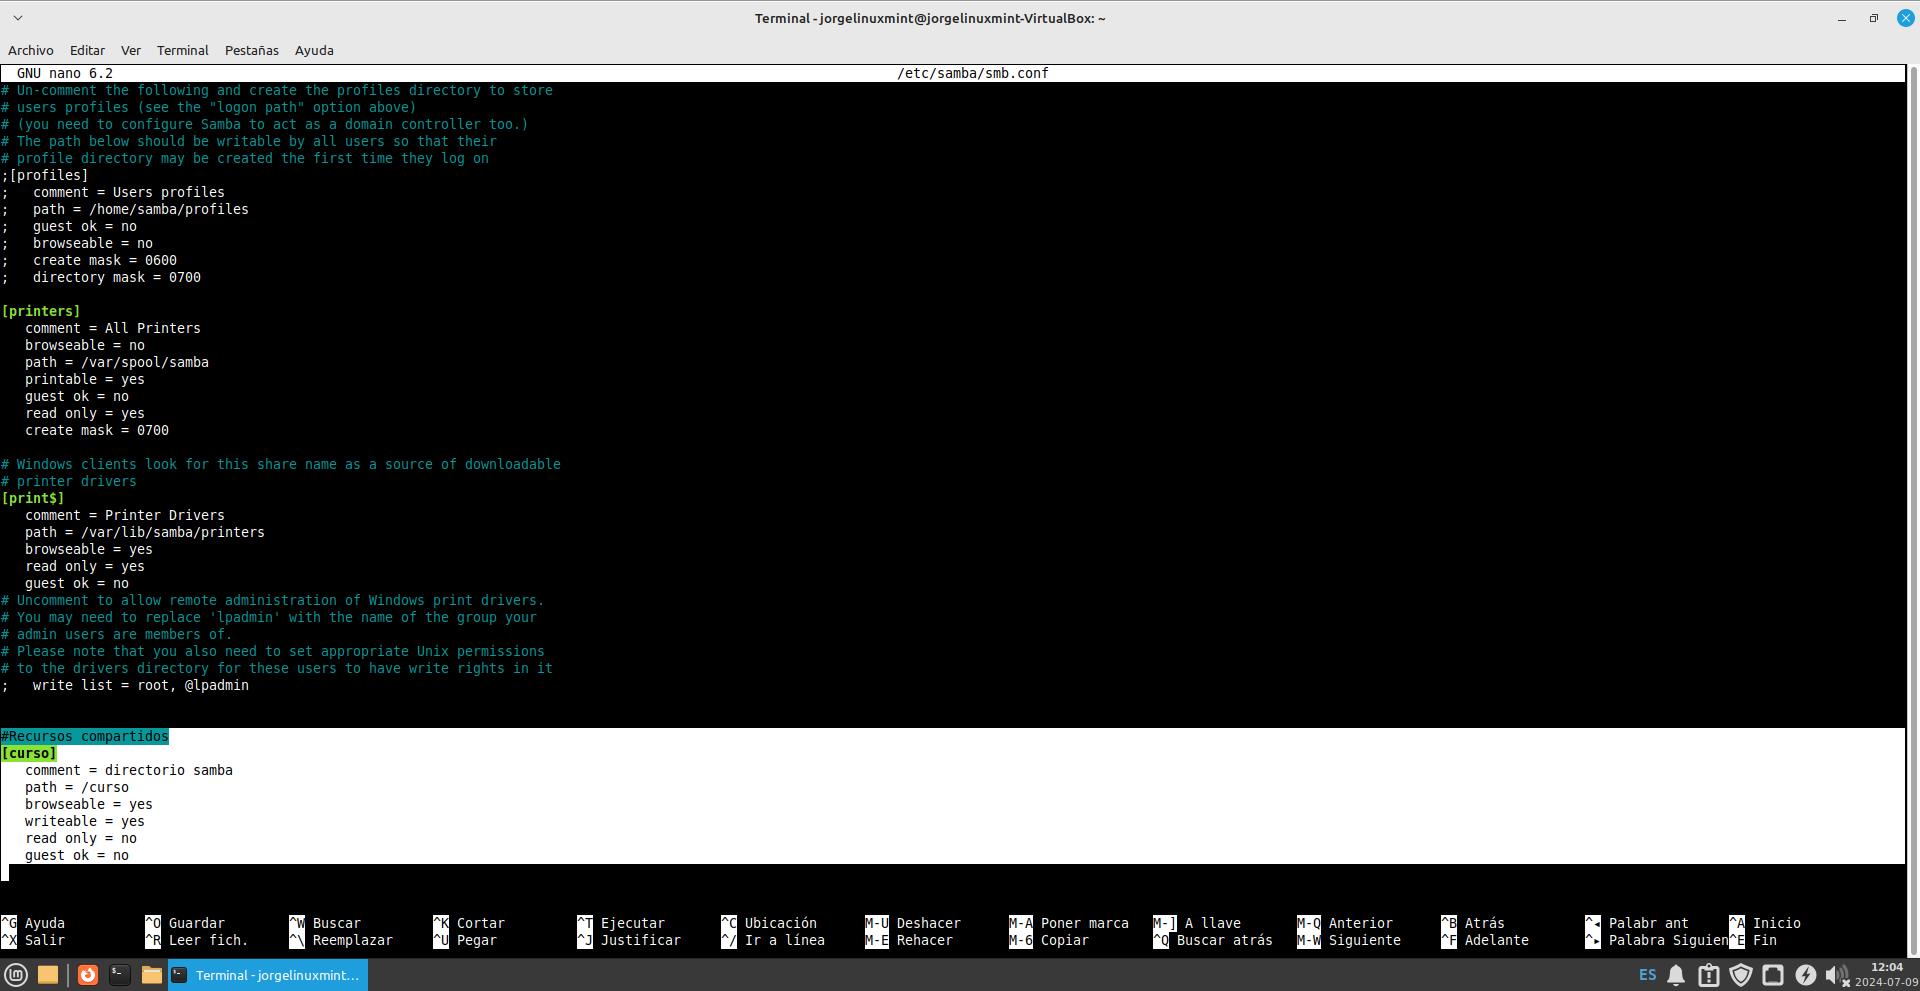 Terminal - jorgelinuxmint@jorgelinuxmint-VirtualBox: ~
Archivo Editar Ver Terminal Pestañas Ayuda
GNU nano 6.2 /etc/samba/smb.conf
# Un-comment the following and create the profiles directory to store
# users profiles (see the "logon path" option above)
# (you need to configure Samba to act as a domain controller too.)
# The path below should be writable by all users so that their
# profile directory may be created the first time they log on
;[profiles]
;   comment = Users profiles
;   path = /home/samba/profiles
;   guest ok = no
;   browseable = no
;   create mask = 0600
;   directory mask = 0700
[printers]
   comment = All Printers
   browseable = no
   path = /var/spool/samba
   printable = yes
   guest ok = no
   read only = yes
   create mask = 0700
# Windows clients look for this share name as a source of downloadable
# printer drivers
[print$]
   comment = Printer Drivers
   path = /var/lib/samba/printers
   browseable = yes
   read only = yes
   guest ok = no
# Uncomment to allow remote administration of Windows print drivers.
# You may need to replace 'lpadmin' with the name of the group your
# admin users are members of.
# Please note that you also need to set appropriate Unix permissions
# to the drivers directory for these users to have write rights in it
;   write list = root, @lpadmin
#Recursos compartidos
[curso]
   comment = directorio samba
   path = /curso
   browseable = yes
   writeable = yes
   read only = no
   guest ok = no
^G Ayuda ^O Guardar ^W Buscar ^K Cortar ^T Ejecutar ^C Ubicación M-U Deshacer M-A Poner marca M-] A llave M-Q Anterior ^B Atrás ^◂ Palabr ant ^A Inicio
^X Salir ^R Leer fich. ^\ Reemplazar ^U Pegar ^J Justificar ^/ Ir a línea M-E Rehacer M-6 Copiar ^Q Buscar atrás M-W Siguiente ^F Adelante ^▸ Palabra Siguien ^E Fin
Terminal - jorgelinuxmint... ES 12:04
2024-07-09